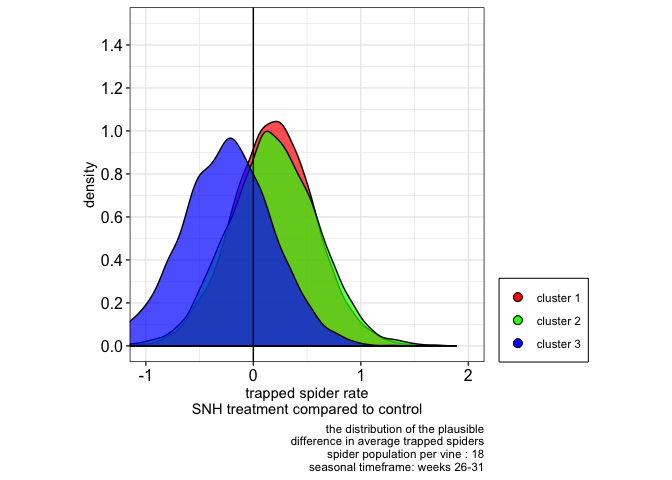 1.4
1.2
1.0
0.8
0.6
0.4
0.2
0.0
density
-1 0 1 2
trapped spider rate
SNH treatment compared to control
cluster 1
cluster 2
cluster 3
the distribution of the plausible
difference in average trapped spiders
spider population per vine : 18
seasonal timeframe: weeks 26-31